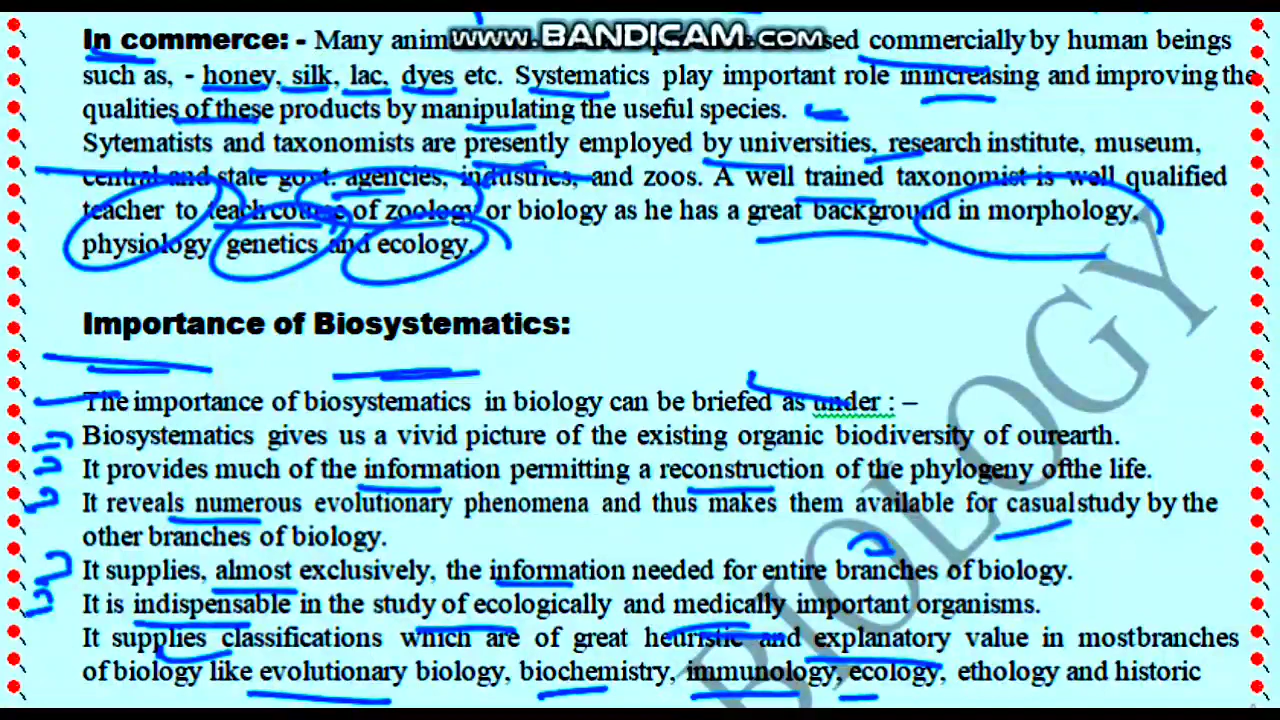 www.BANDICAM.com
In commerce: - Many anim used commercially by human beings
such as, - honey, silk, lac, dyes etc. Systematics play important role inincreasing and improving the
qualities of these products by manipulating the useful species.
Sytematists and taxonomists are presently employed by universities, research institute, museum,
central and state govt. agencies, industries, and zoos. A well trained taxonomist is well qualified
teacher to teach course of zoology or biology as he has a great background in morphology,
physiology genetics and ecology.
Importance of Biosystematics:
The importance of biosystematics in biology can be briefed as under : –
Biosystematics gives us a vivid picture of the existing organic biodiversity of ourearth.
It provides much of the information permitting a reconstruction of the phylogeny ofthe life.
It reveals numerous evolutionary phenomena and thus makes them available for casual study by the
other branches of biology.
It supplies, almost exclusively, the information needed for entire branches of biology.
It is indispensable in the study of ecologically and medically important organisms.
It supplies classifications which are of great heuristic and explanatory value in mostbranches
of biology like evolutionary biology, biochemistry, immunology, ecology, ethology and historic
BIOLOGY